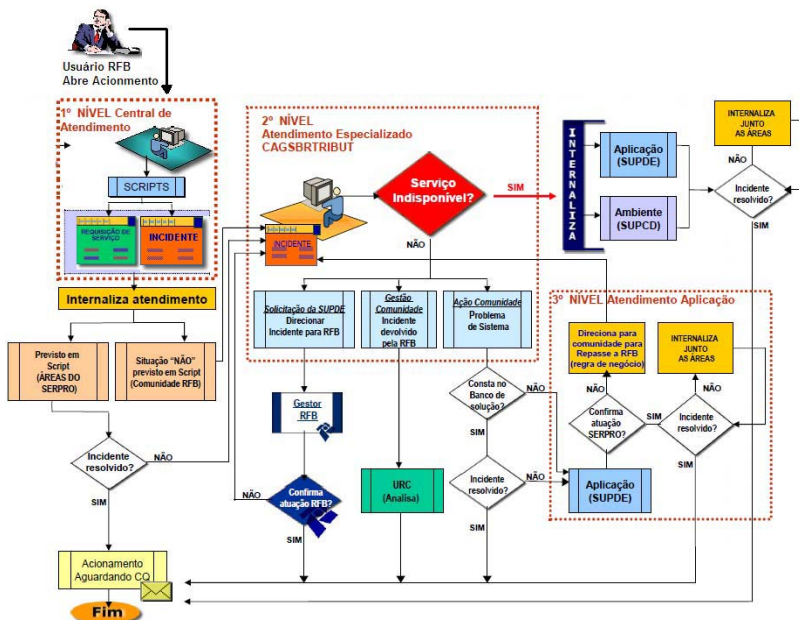 Usuário RFB
Abre Acionmento
1º NÍVEL Central de
Atendimento
SCRIPTS
REQUISIÇÃO DE
SERVIÇO
INCIDENTE
Internaliza atendimento
Previsto em
Script
(ÁREAS DO
SERPRO)
Situação “NÃO”
previsto em Script
(Comunidade RFB)
Incidente
resolvido?
NÃO
SIM
Acionamento
Aguardando CQ
Fim
2º NÍVEL
Atendimento Especializado
CAGSBRTRIBUT
INCIDENTE
Serviço
Indisponível?
SIM
NÃO
Solicitação da SUPDE
Direcionar
Incidente para RFB
Gestão
Comunidade
Incidente
devolvido
pela RFB
Ação Comunidade
Problema
de Sistema
Gestor
RFB
Confirma
atuação RFB?
NÃO
SIM
URC
(Analisa)
Consta no
Banco de
solução?
NÃO
SIM
Incidente
resolvido?
NÃO
SIM
INTERNALIZA
Aplicação
(SUPDE)
Ambiente
(SUPCD)
INTERNALIZA
JUNTO
AS ÁREAS
NÃO
Incidente
resolvido?
SIM
3º NÍVEL Atendimento Aplicação
Direciona para
comunidade para
Repasse a RFB
(regra de negócio)
INTERNALIZA
JUNTO
AS ÁREAS
NÃO
NÃO
Confirma
atuação
SERPRO?
SIM
Incidente
resolvido?
Aplicação
(SUPDE)
SIM